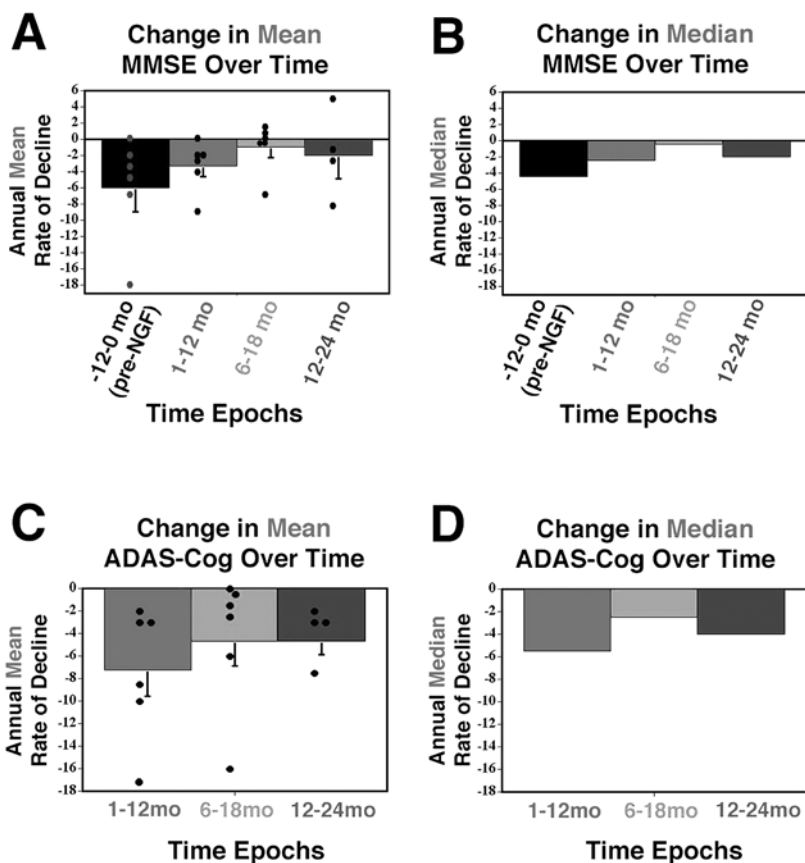 A
Change in Mean
MMSE Over Time
Annual Mean
Rate of Decline
6
4
2
0
-2
-4
-6
-8
-10
-12
-14
-16
-18
-12-0 mo
(pre-NGF)
1-12 mo
6-18 mo
12-24 mo
Time Epochs
B
Change in Median
MMSE Over Time
Annual Median
Rate of Decline
6
4
2
0
-2
-4
-6
-8
-10
-12
-14
-16
-18
-12-0 mo
(pre-NGF)
1-12 mo
6-18 mo
12-24 mo
Time Epochs
C
Change in Mean
ADAS-Cog Over Time
Annual Mean
Rate of Decline
0
-2
-4
-6
-8
-10
-12
-14
-16
-18
1-12mo
6-18mo
12-24mo
Time Epochs
D
Change in Median
ADAS-Cog Over Time
Annual Median
Rate of Decline
0
-2
-4
-6
-8
-10
-12
-14
-16
-18
1-12mo
6-18mo
12-24mo
Time Epochs